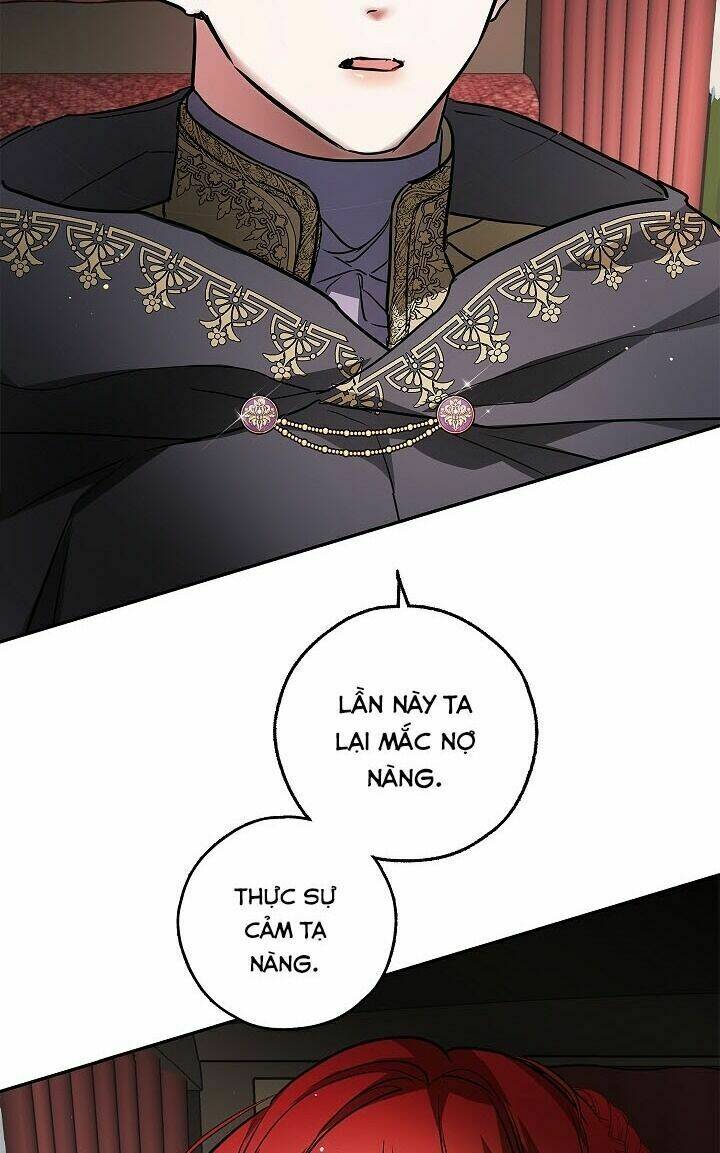 LẦN NÀY TA
LẠI MẮC NỢ
NÀNG.
THỰC SỰ
CẢM TẠ
NÀNG.